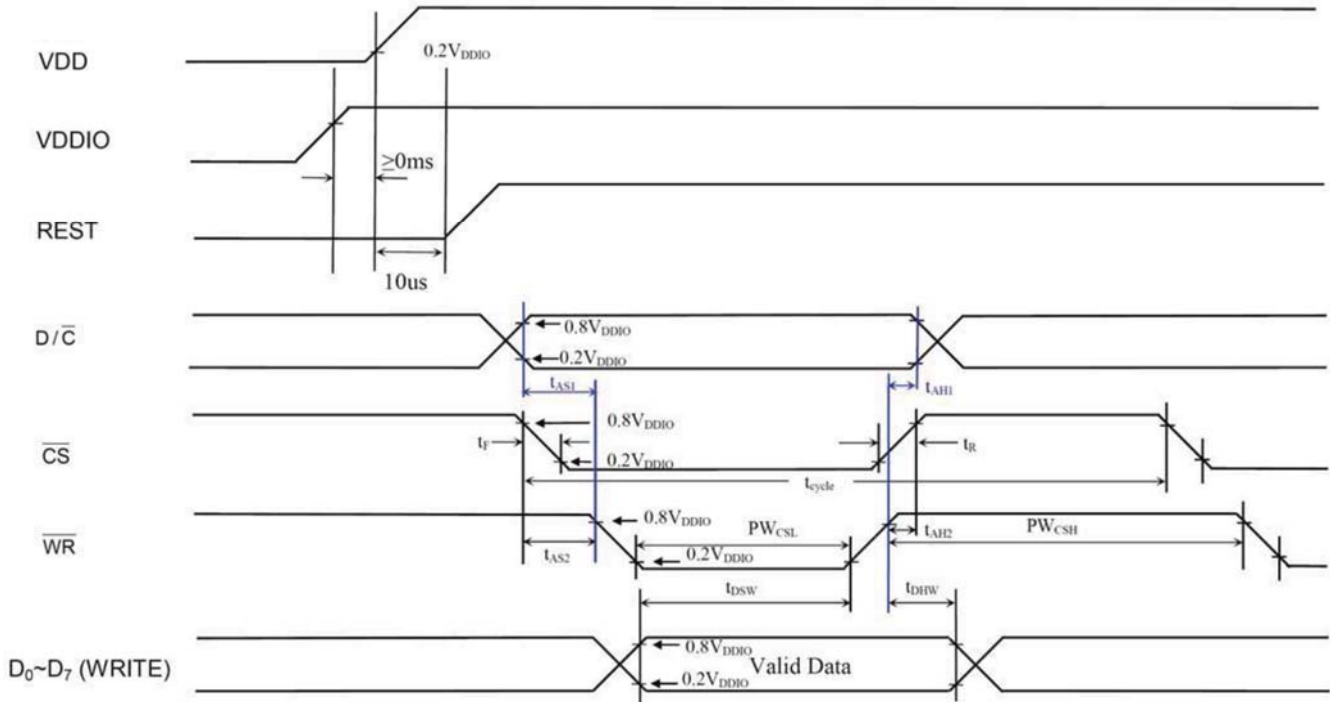 VDD
0.2VDDIO
VDDIO
≥0ms
REST
10us
D/C̅
0.8VDDIO
0.2VDDIO
tAS1
tAH1
C̅S̅
tF
0.8VDDIO
0.2VDDIO
tR
tcycle
W̅R̅
0.8VDDIO
PWCSL
tAH2
PWCSH
tAS2
0.2VDDIO
tDSW
tDHW
D0~D7 (WRITE)
0.8VDDIO
Valid Data
0.2VDDIO